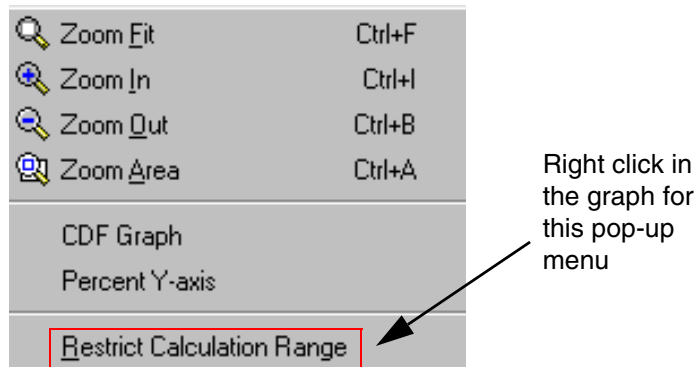 Zoom Fit Ctrl+F
Zoom In Ctrl+I
Zoom Out Ctrl+B
Zoom Area Ctrl+A
CDF Graph
Percent Y-axis
Restrict Calculation Range
Right click in
the graph for
this pop-up
menu